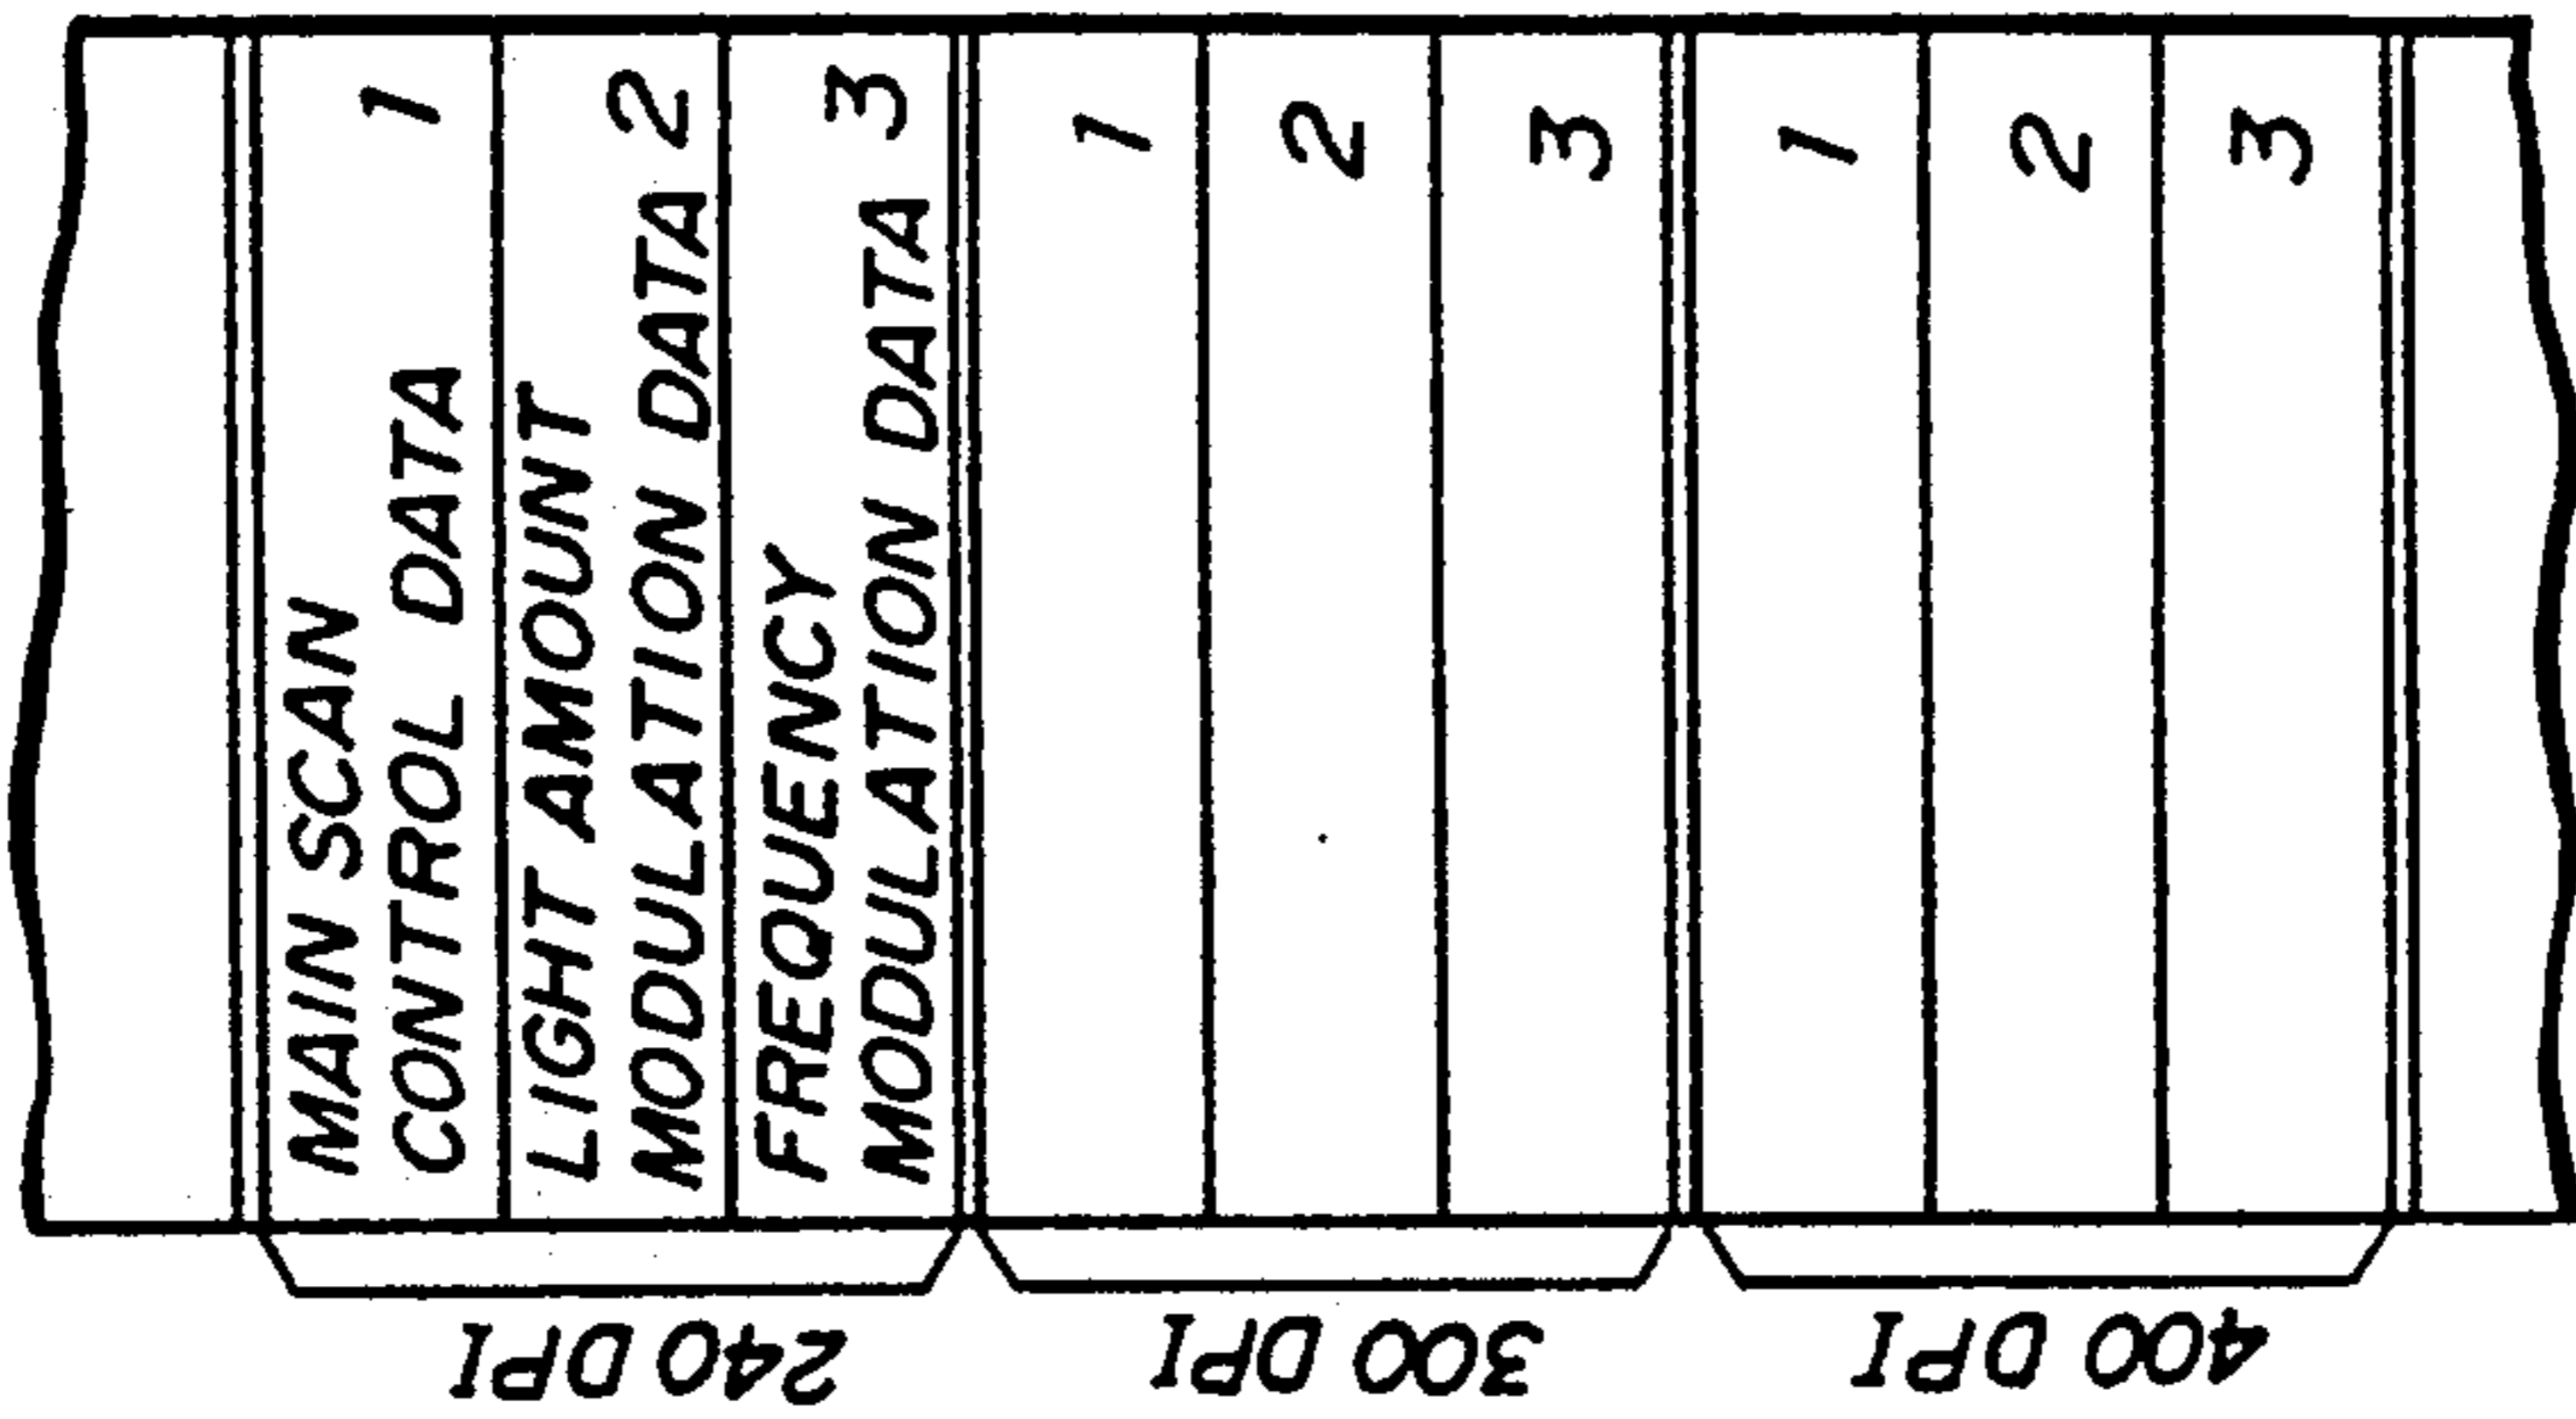 MAIN SCAN
CONTROL DATA 1
LIGHT AMOUNT
MODULATION DATA 2
FREQUENCY
MODULATION DATA 3
1
2
3
1
2
3
240 DPI
300 DPI
400 DPI